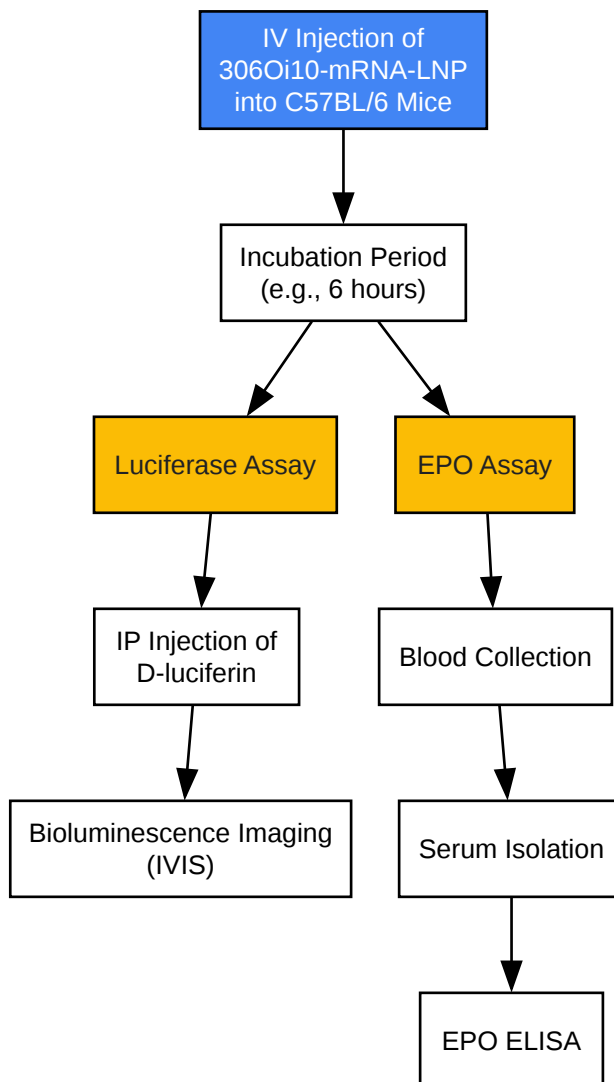 IV Injection of
306Oi10-mRNA-LNP
into C57BL/6 Mice
Incubation Period
(e.g., 6 hours)
Luciferase Assay
EPO Assay
IP Injection of
D-luciferin
Blood Collection
Bioluminescence Imaging
(IVIS)
Serum Isolation
EPO ELISA